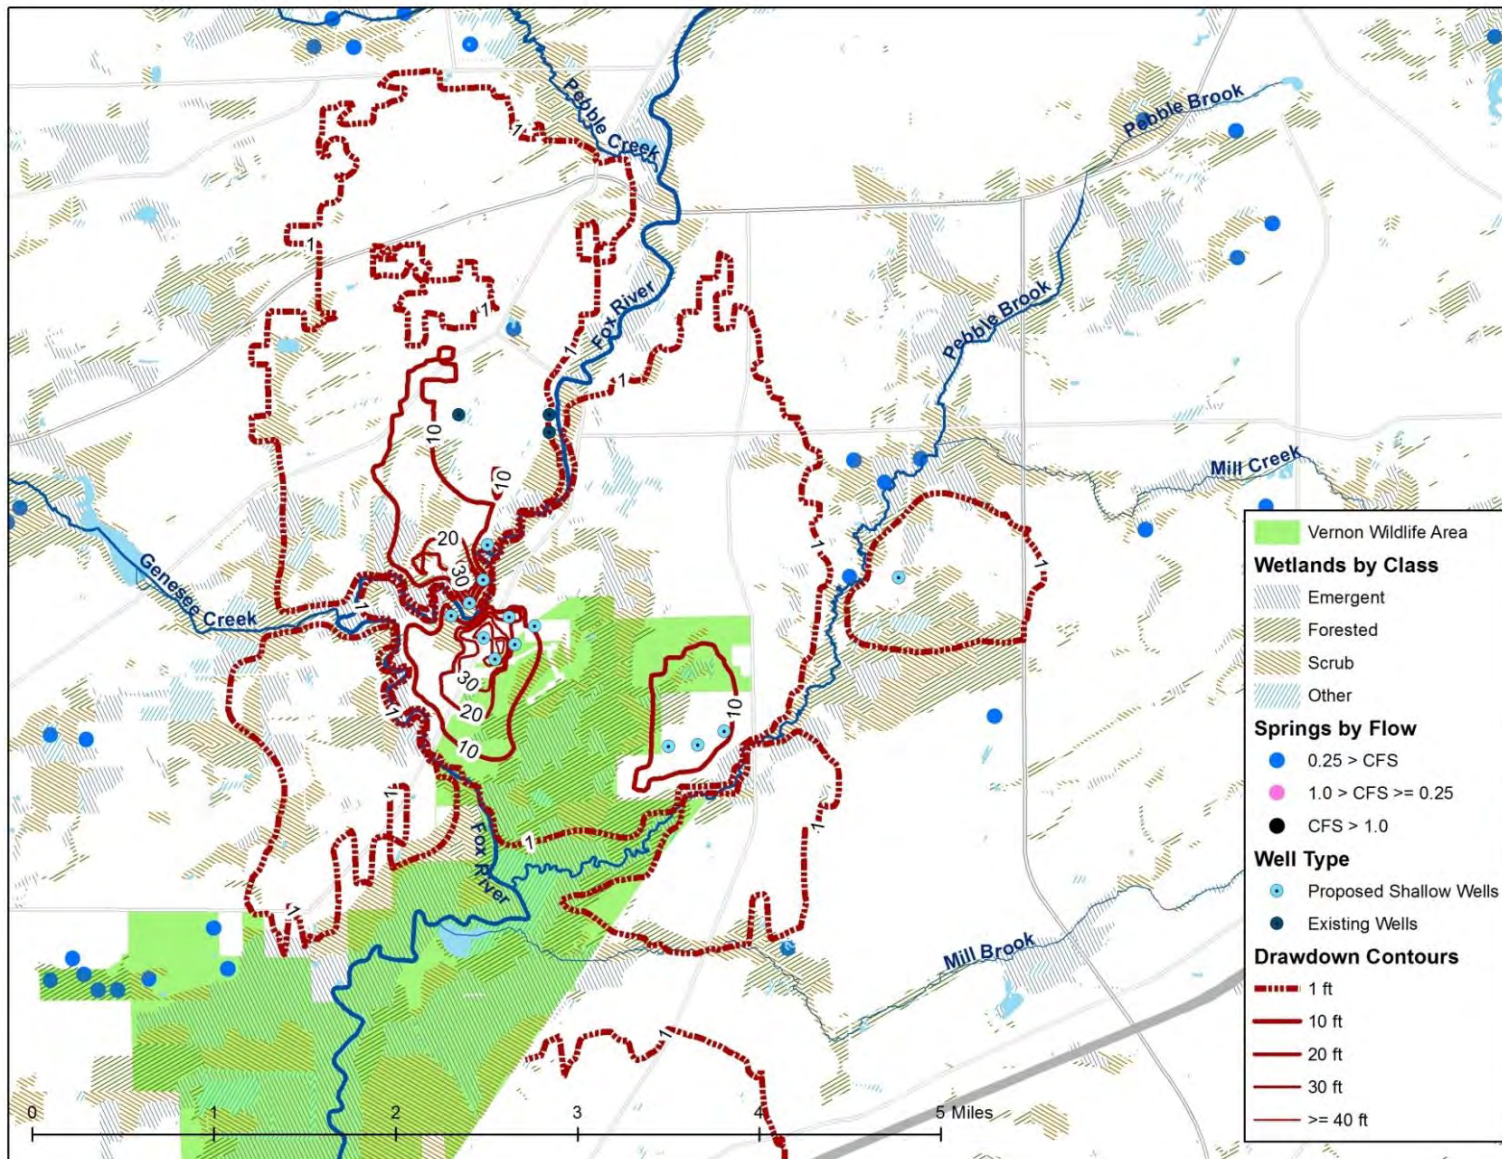 Pebble Creek
Pebble Brook
1
1
1
Fox River
1
1
Pebble Brook
10
10
Mill Creek
20
30
1
1
Genesee Creek
1
30
20
10
10
1
1
1
1
Fox River
1
Mill Brook
1
0 1 2 3 4 5 Miles
Vernon Wildlife Area
Wetlands by Class
Emergent
Forested
Scrub
Other
Springs by Flow
0.25 > CFS
1.0 > CFS >= 0.25
CFS > 1.0
Well Type
Proposed Shallow Wells
Existing Wells
Drawdown Contours
1 ft
10 ft
20 ft
30 ft
>= 40 ft